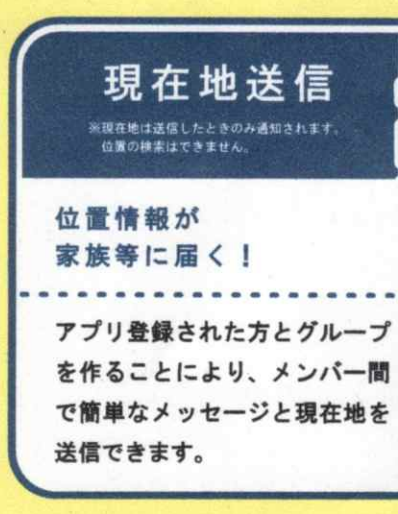 現在地送信
※現在地は送信したときのみ通知されます。
位置の検索はできません。
位置情報が
家族等に届く！
アプリ登録された方とグループ
を作ることにより、メンバー間
で簡単なメッセージと現在地を
送信できます。